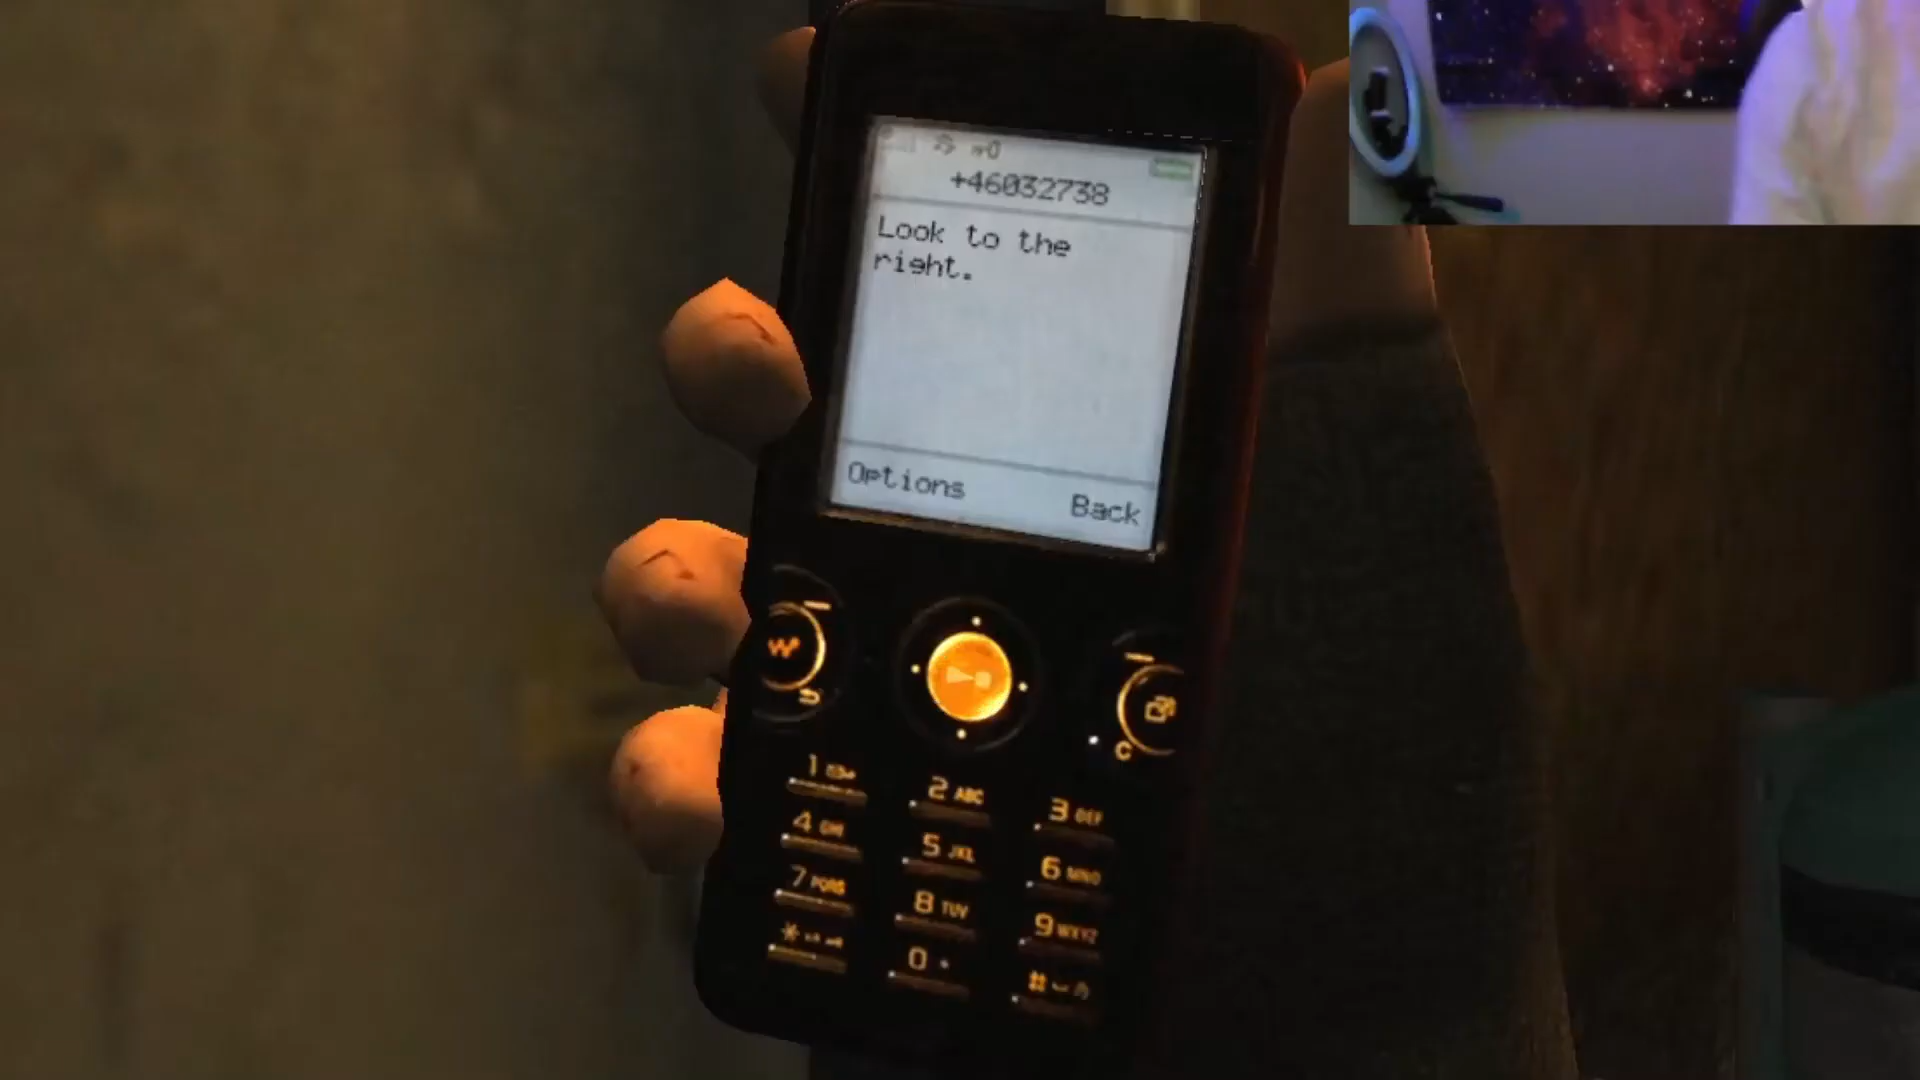 +46032738
Look to the
right.
Options
Back
1
2 ABC
3 DEF
4 GHI
5 JKL
6 MNO
7 PQRS
8 TUV
9 WXYZ
*
0
#
C